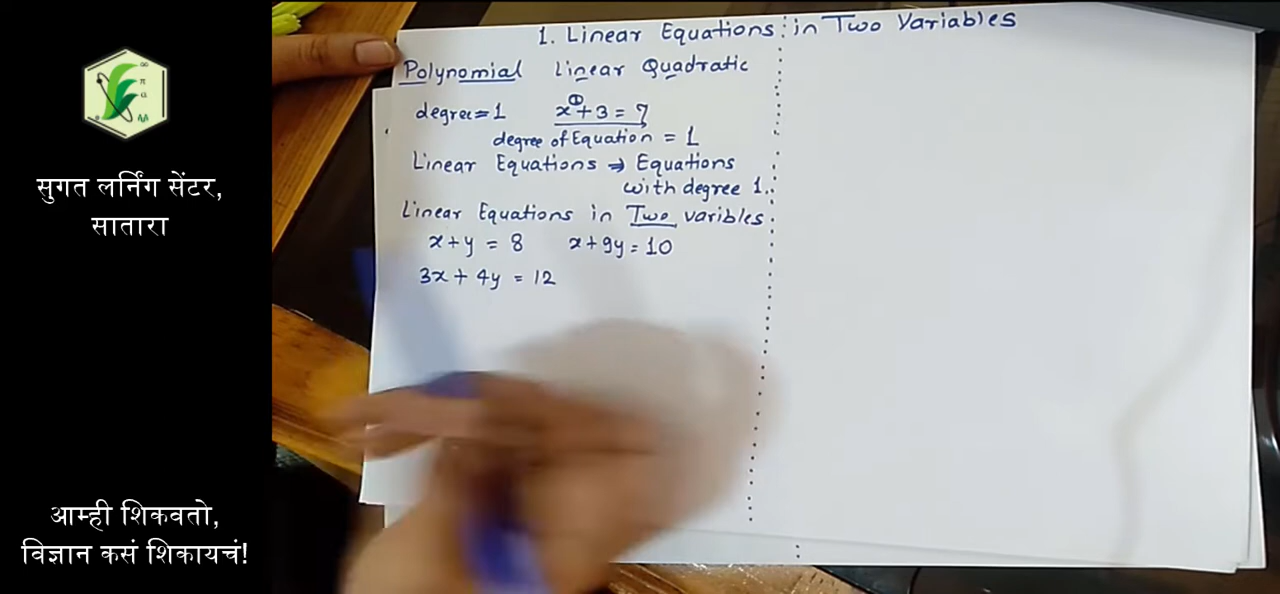 सुगत लर्निंग सेंटर,
सातारा
आम्ही शिकवतो,
विज्ञान कसं शिकायचं!
1. Linear Equations in Two Variables
Polynomial Linear Quadratic
degree = 1 x¹ + 3 = 7
degree of Equation = 1
Linear Equations → Equations
with degree 1.
Linear Equations in Two varibles.
x + y = 8 x + 9y = 10
3x + 4y = 12